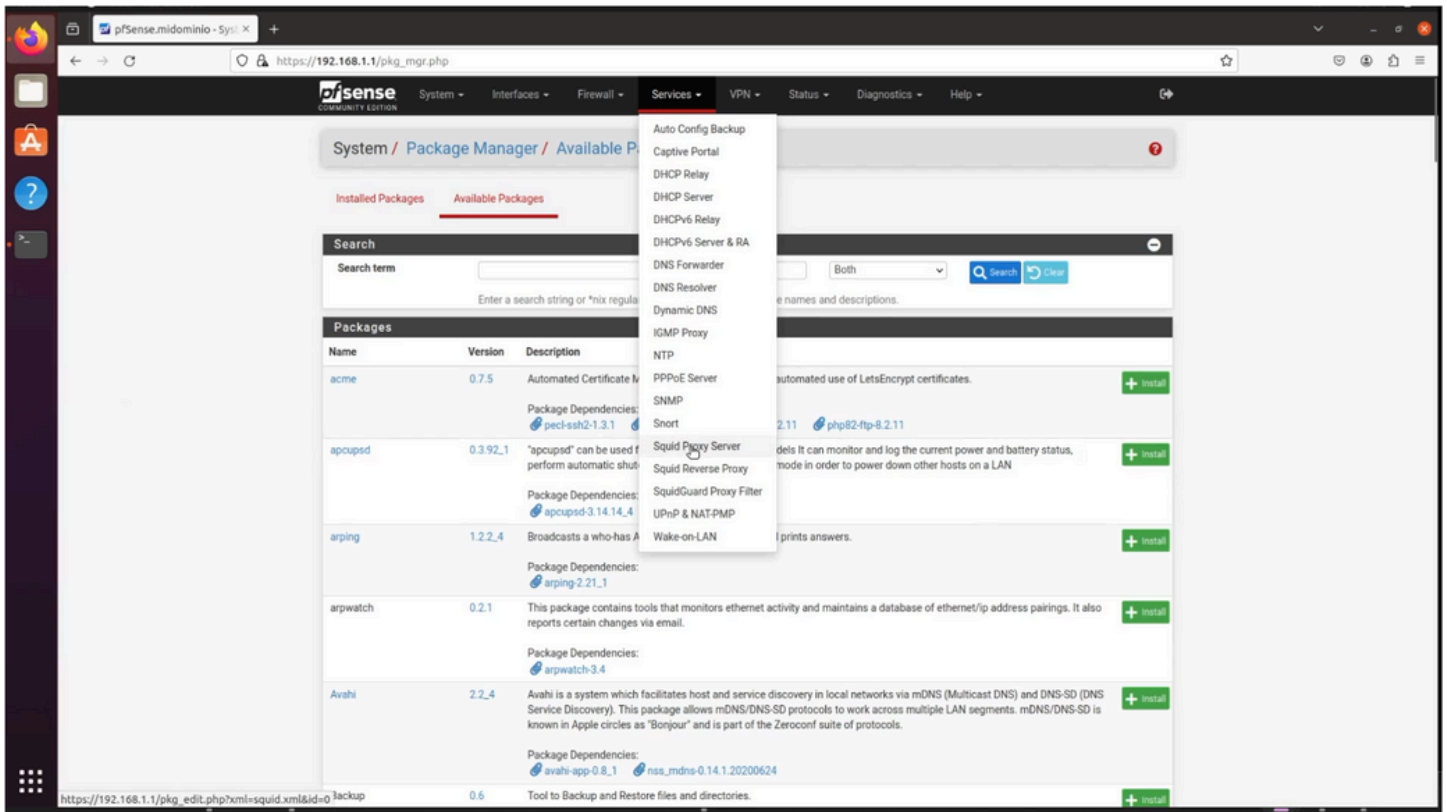 pfSense.midominio - Sys
https://192.168.1.1/pkg_mgr.php
pfsense
COMMUNITY EDITION
System
Interfaces
Firewall
Services
VPN
Status
Diagnostics
Help
System / Package Manager / Available P
Installed Packages
Available Packages
Auto Config Backup
Captive Portal
DHCP Relay
DHCP Server
DHCPv6 Relay
DHCPv6 Server & RA
DNS Forwarder
DNS Resolver
Dynamic DNS
IGMP Proxy
NTP
PPPoE Server
SNMP
Snort
Squid Proxy Server
Squid Reverse Proxy
SquidGuard Proxy Filter
UPnP & NAT-PMP
Wake-on-LAN
Search
Search term
Both
Search
Clear
Enter a search string or *nix regula e names and descriptions.
Packages
Name Version Description
acme 0.7.5 Automated Certificate M automated use of LetsEncrypt certificates.
Install
Package Dependencies:
pecl-ssh2-1.3.1 2.11 php82-ftp-8.2.11
apcupsd 0.3.92_1 "apcupsd" can be used f dels It can monitor and log the current power and battery status,
perform automatic shut mode in order to power down other hosts on a LAN
Install
Package Dependencies:
apcupsd-3.14.14_4
arping 1.2.2_4 Broadcasts a who-has A l prints answers.
Install
Package Dependencies:
arping-2.21_1
arpwatch 0.2.1 This package contains tools that monitors ethernet activity and maintains a database of ethernet/ip address pairings. It also
reports certain changes via email.
Install
Package Dependencies:
arpwatch-3.4
Avahi 2.2_4 Avahi is a system which facilitates host and service discovery in local networks via mDNS (Multicast DNS) and DNS-SD (DNS
Service Discovery). This package allows mDNS/DNS-SD protocols to work across multiple LAN segments. mDNS/DNS-SD is
known in Apple circles as "Bonjour" and is part of the Zeroconf suite of protocols.
Install
Package Dependencies:
avahi-app-0.8_1 nss_mdns-0.14.1.20200624
Backup 0.6 Tool to Backup and Restore files and directories.
Install
https://192.168.1.1/pkg_edit.php?xml=squid.xml&id=0